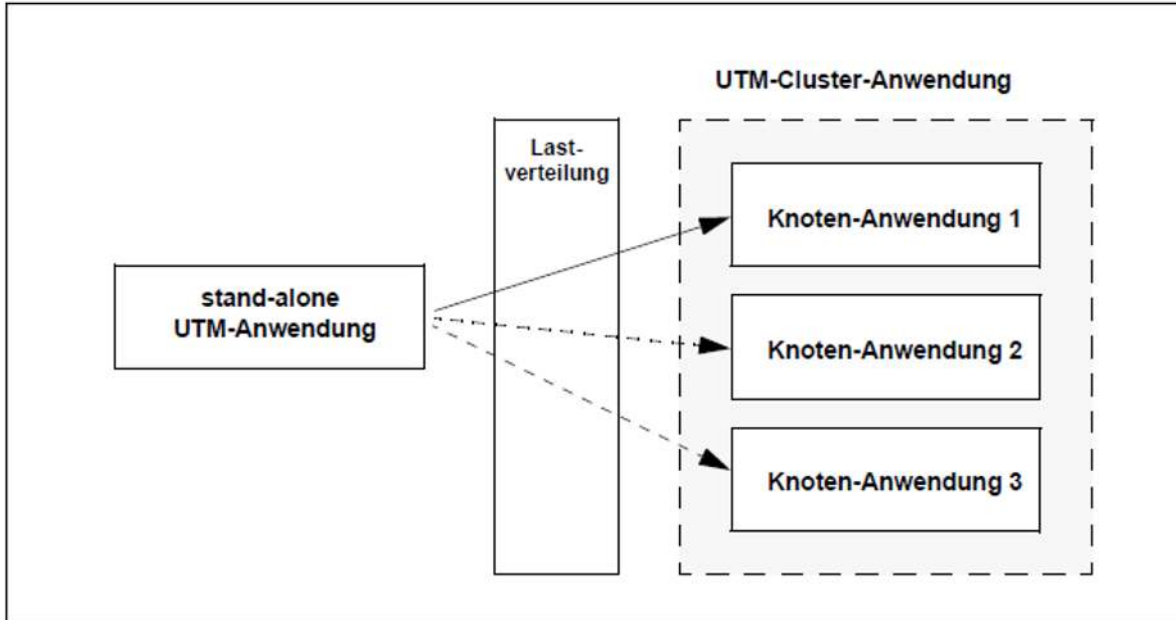 UTM-Cluster-Anwendung
Last-
verteilung
Knoten-Anwendung 1
stand-alone
UTM-Anwendung
Knoten-Anwendung 2
Knoten-Anwendung 3